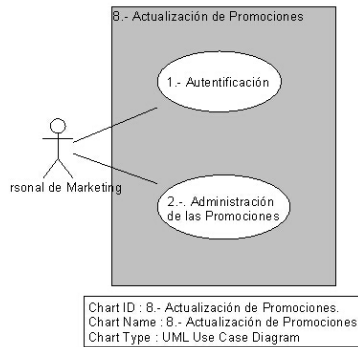 8.- Actualización de Promociones
1.- Autentificación
rsonal de Marketing
2.-. Administración
de las Promociones
Chart ID : 8.- Actualización de Promociones.
Chart Name : 8.- Actualización de Promociones
Chart Type : UML Use Case Diagram